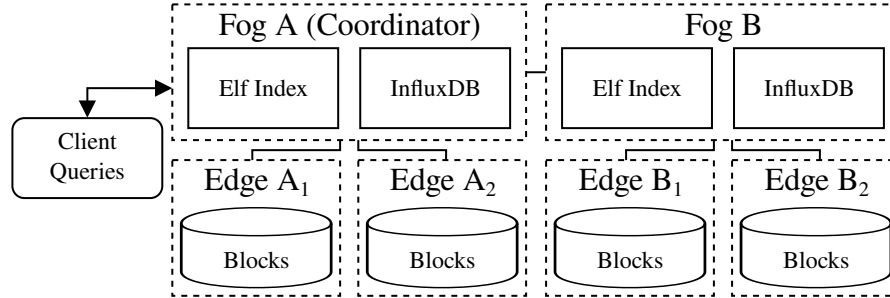 Fog A (Coordinator)
Fog B
Elf Index
InfluxDB
Elf Index
InfluxDB
Client
Queries
Edge A₁
Edge A₂
Edge B₁
Edge B₂
Blocks
Blocks
Blocks
Blocks